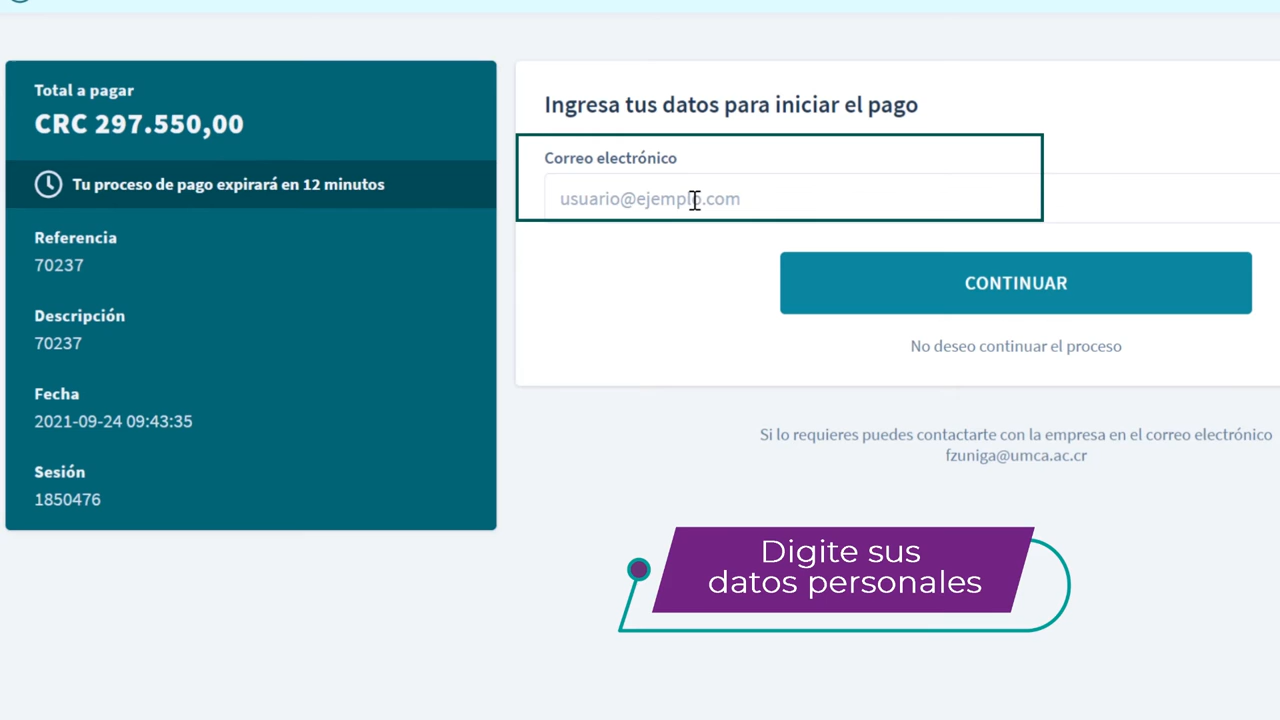 Total a pagar
CRC 297.550,00
Tu proceso de pago expirará en 12 minutos
Referencia
70237
Descripción
70237
Fecha
2021-09-24 09:43:35
Sesión
1850476
Ingresa tus datos para iniciar el pago
Correo electrónico
usuario@ejemplo.com
CONTINUAR
No deseo continuar el proceso
Si lo requieres puedes contactarte con la empresa en el correo electrónico
fzuniga@umca.ac.cr
Digite sus
datos personales